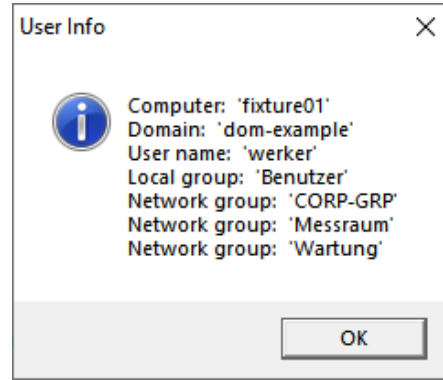 User Info
Computer:  'fixture01'
Domain:  'dom-example'
User name:  'werker'
Local group:  'Benutzer'
Network group:  'CORP-GRP'
Network group:  'Messraum'
Network group:  'Wartung'
OK